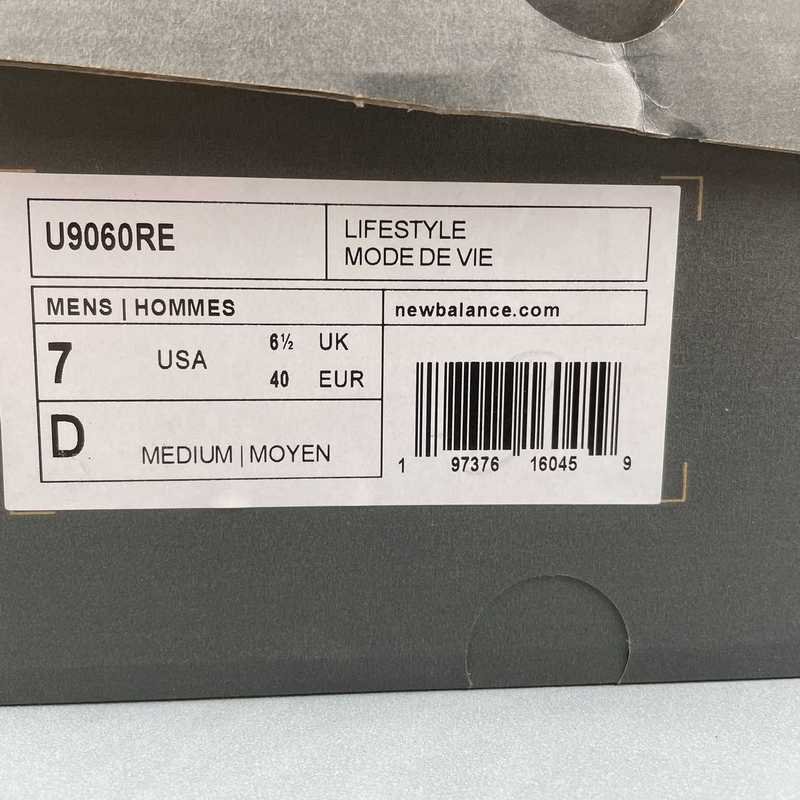 U9060RE
LIFESTYLE
MODE DE VIE
MENS | HOMMES
newbalance.com
7 USA 6½ UK
40 EUR
D MEDIUM | MOYEN
1 97376 16045 9